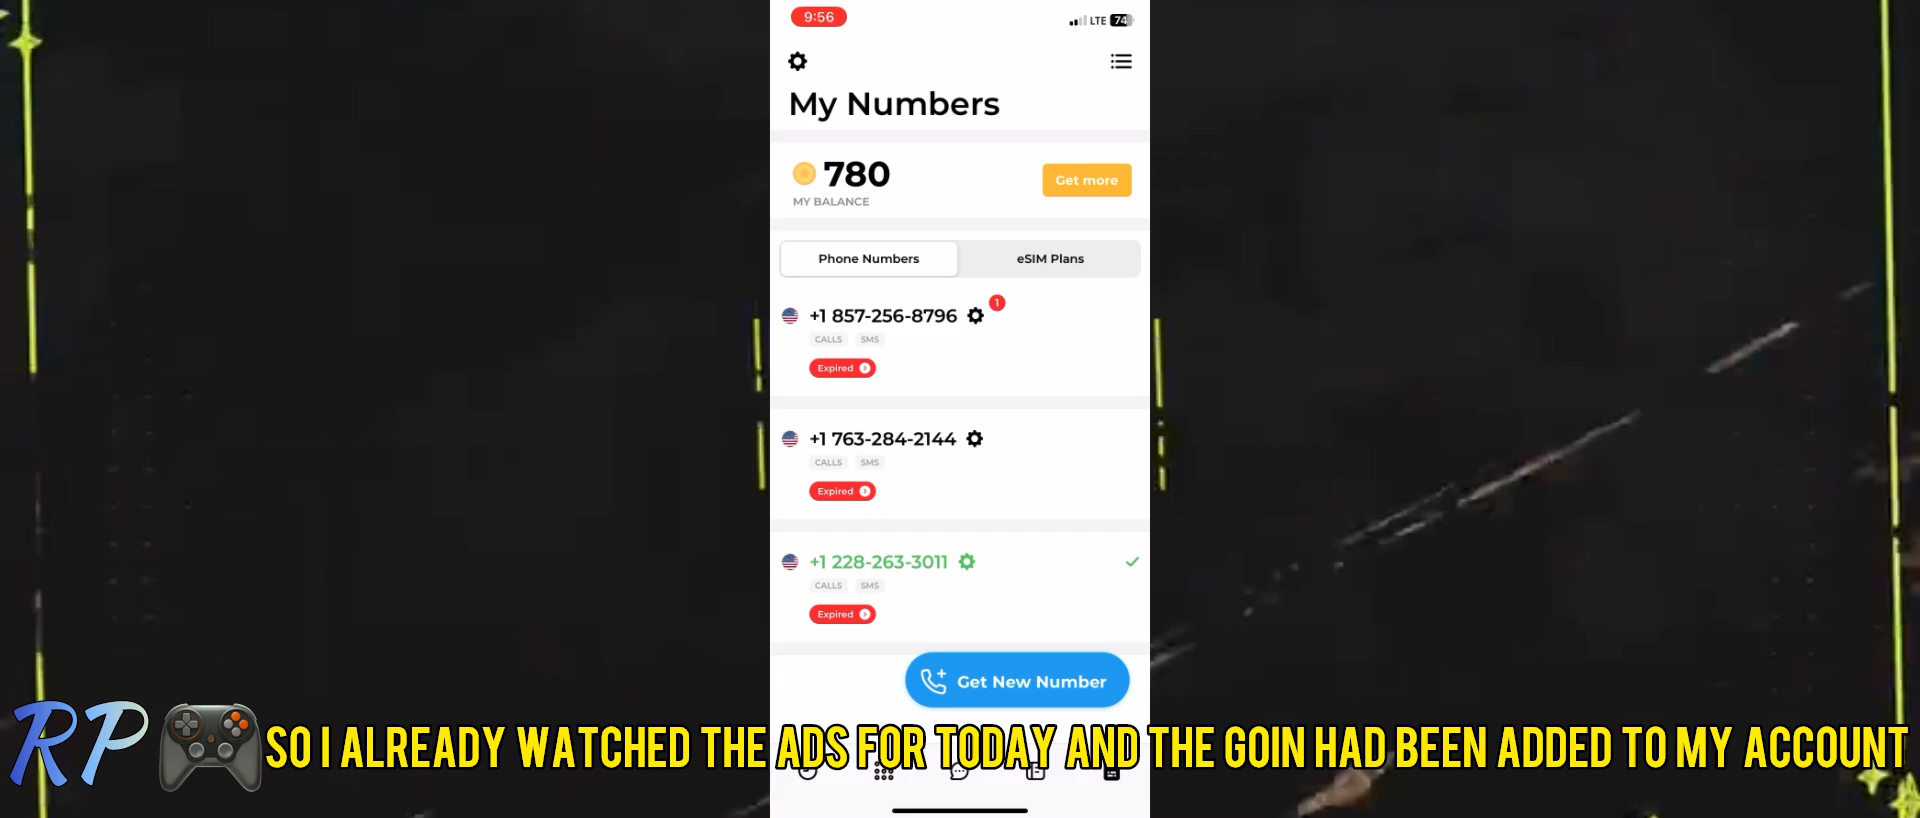 9:56
LTE 74
My Numbers
780
Get more
MY BALANCE
Phone Numbers
eSIM Plans
+1 857-256-8796
1
CALLS SMS
Expired
+1 763-284-2144
CALLS SMS
Expired
+1 228-263-3011
CALLS SMS
Expired
Get New Number
RP
SO I ALREADY WATCHED THE ADS FOR TODAY AND THE GOIN HAD BEEN ADDED TO MY ACCOUNT